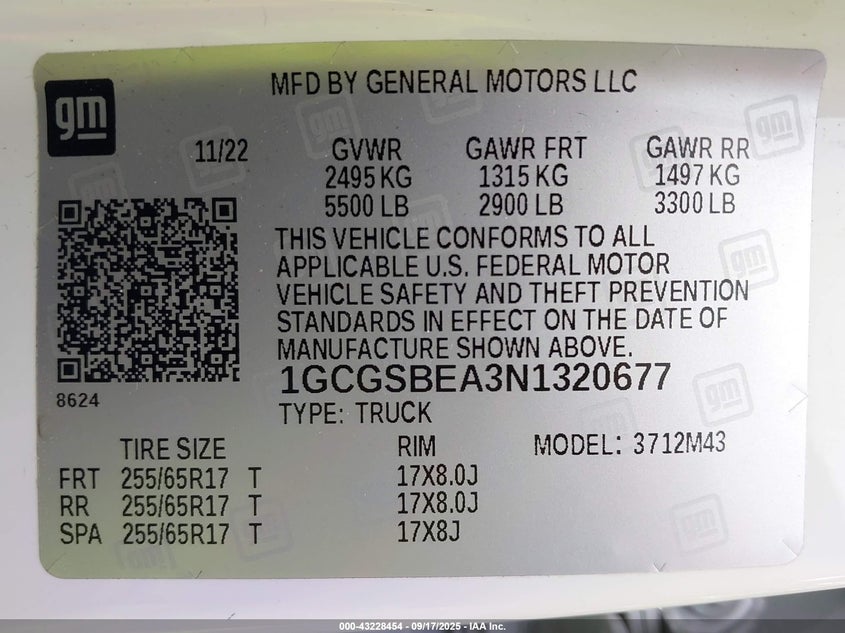 gm
MFD BY GENERAL MOTORS LLC
11/22 GVWR GAWR FRT GAWR RR
2495 KG 1315 KG 1497 KG
5500 LB 2900 LB 3300 LB
THIS VEHICLE CONFORMS TO ALL
APPLICABLE U.S. FEDERAL MOTOR
VEHICLE SAFETY AND THEFT PREVENTION
STANDARDS IN EFFECT ON THE DATE OF
MANUFACTURE SHOWN ABOVE.
1GCGSBEA3N1320677
8624
TYPE: TRUCK
TIRE SIZE RIM MODEL: 3712M43
FRT 255/65R17 T 17X8.0J
RR 255/65R17 T 17X8.0J
SPA 255/65R17 T 17X8J
000-43228454 - 09/17/2025 - IAA Inc.